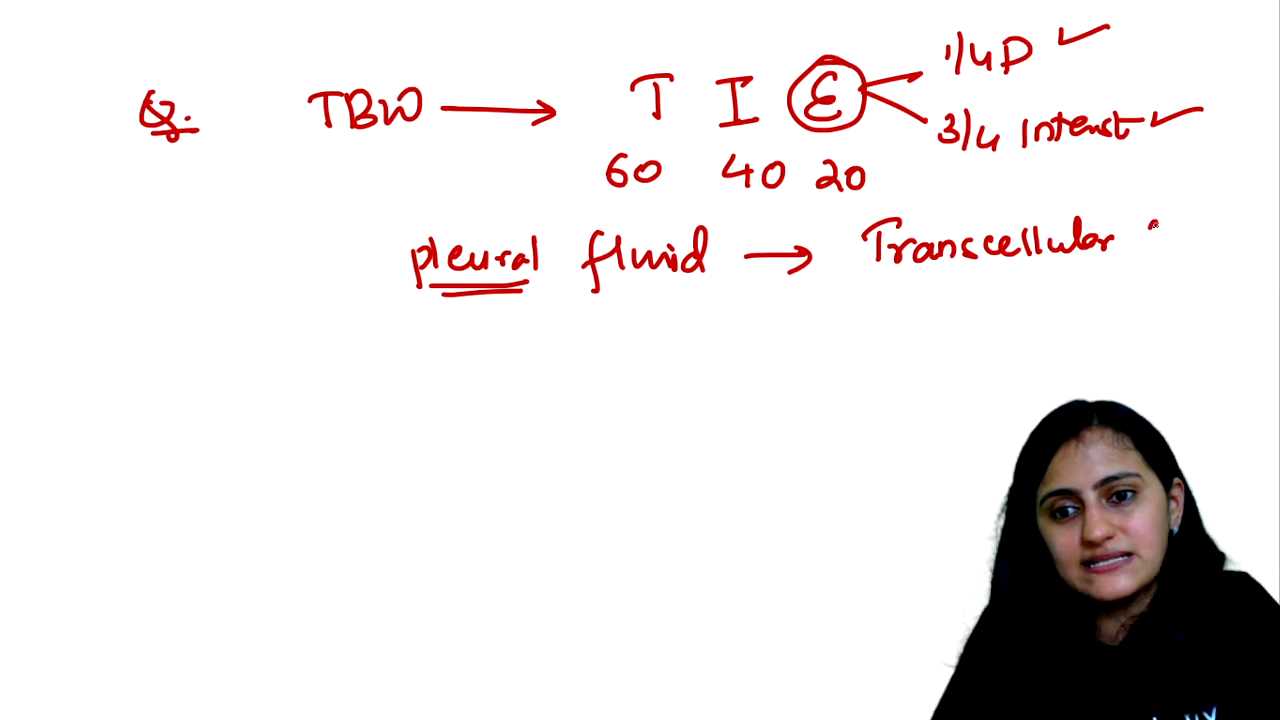 Q. TBW → T I E 1/4 P ✓
3/4 Interst ✓
60 40 20
pleural fluid → Transcellular